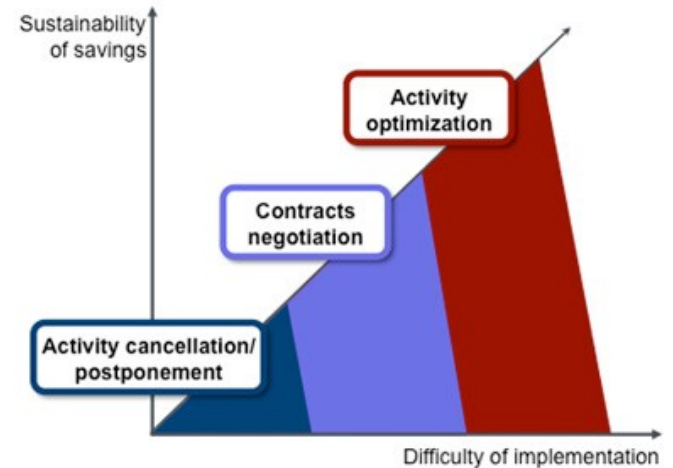 Sustainability
of savings
Activity
optimization
Contracts
negotiation
Activity cancellation/
postponement
Difficulty of implementation